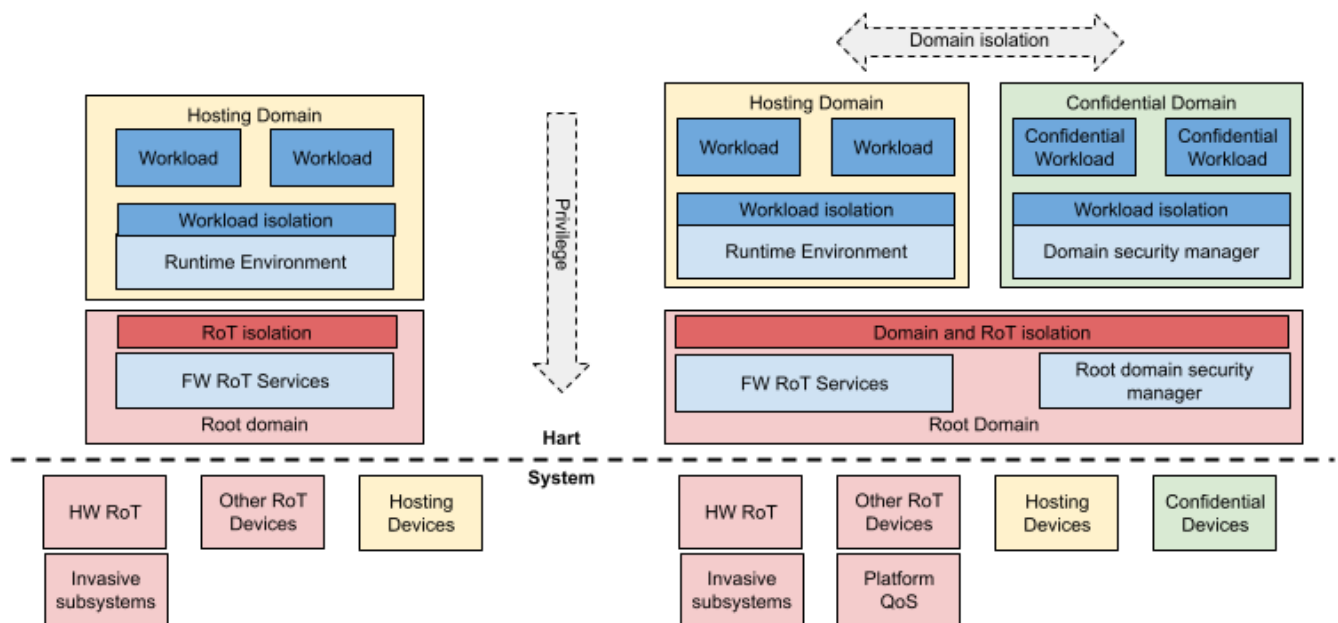 Domain isolation
Hosting Domain
Workload
Workload
Workload isolation
Runtime Environment
RoT isolation
FW RoT Services
Root domain
Privilege
Hosting Domain
Workload
Workload
Workload isolation
Runtime Environment
Confidential Domain
Confidential
Workload
Confidential
Workload
Workload isolation
Domain security manager
Domain and RoT isolation
FW RoT Services
Root domain security
manager
Root Domain
Hart
System
HW RoT
Other RoT
Devices
Hosting
Devices
Invasive
subsystems
HW RoT
Other RoT
Devices
Hosting
Devices
Confidential
Devices
Invasive
subsystems
Platform
QoS